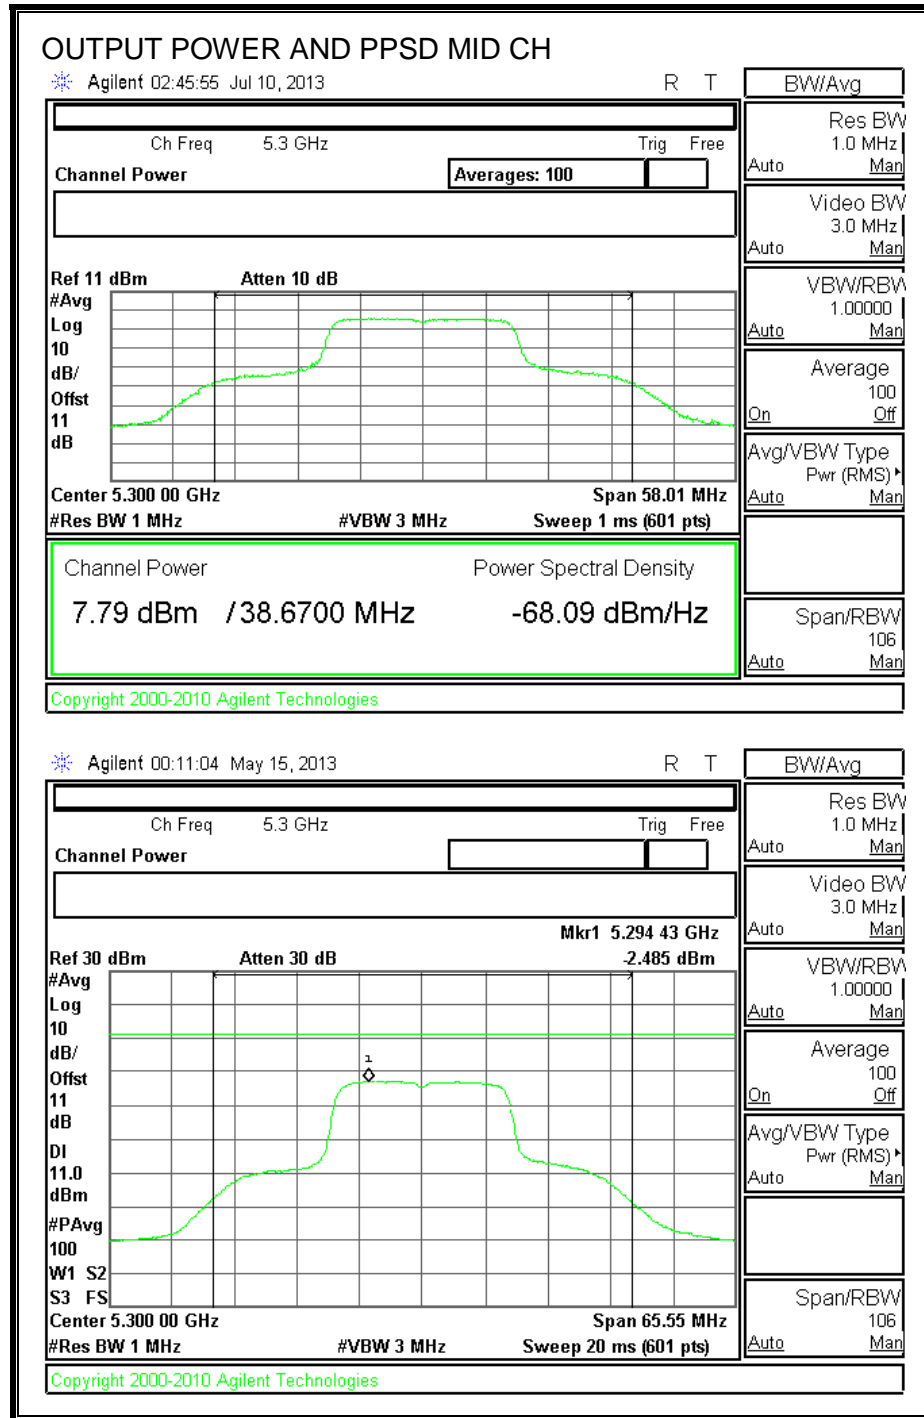 OUTPUT POWER AND PPSD MID CH
Agilent 02:45:55 Jul 10, 2013 R T
BW/Avg
Ch Freq 5.3 GHz Trig Free
Channel Power Averages: 100
Res BW
1.0 MHz
Auto Man
Video BW
3.0 MHz
Auto Man
VBW/RBW
1.00000
Auto Man
Average
100
On Off
Avg/VBW Type
Pwr (RMS)
Auto Man
Span/RBW
106
Auto Man
Ref 11 dBm Atten 10 dB
#Avg
Log
10
dB/
Offst
11
dB
Center 5.300 00 GHz Span 58.01 MHz
#Res BW 1 MHz #VBW 3 MHz Sweep 1 ms (601 pts)
Channel Power Power Spectral Density
7.79 dBm / 38.6700 MHz -68.09 dBm/Hz
Copyright 2000-2010 Agilent Technologies
Agilent 00:11:04 May 15, 2013 R T
BW/Avg
Ch Freq 5.3 GHz Trig Free
Channel Power
Res BW
1.0 MHz
Auto Man
Video BW
3.0 MHz
Auto Man
VBW/RBW
1.00000
Auto Man
Average
100
On Off
Avg/VBW Type
Pwr (RMS)
Auto Man
Span/RBW
106
Auto Man
Mkr1 5.294 43 GHz
Ref 30 dBm Atten 30 dB -2.485 dBm
#Avg
Log
10
dB/
Offst
11
dB
DI
11.0
dBm
#PAvg
100
W1 S2
S3 FS
1
Center 5.300 00 GHz Span 65.55 MHz
#Res BW 1 MHz #VBW 3 MHz Sweep 20 ms (601 pts)
Copyright 2000-2010 Agilent Technologies